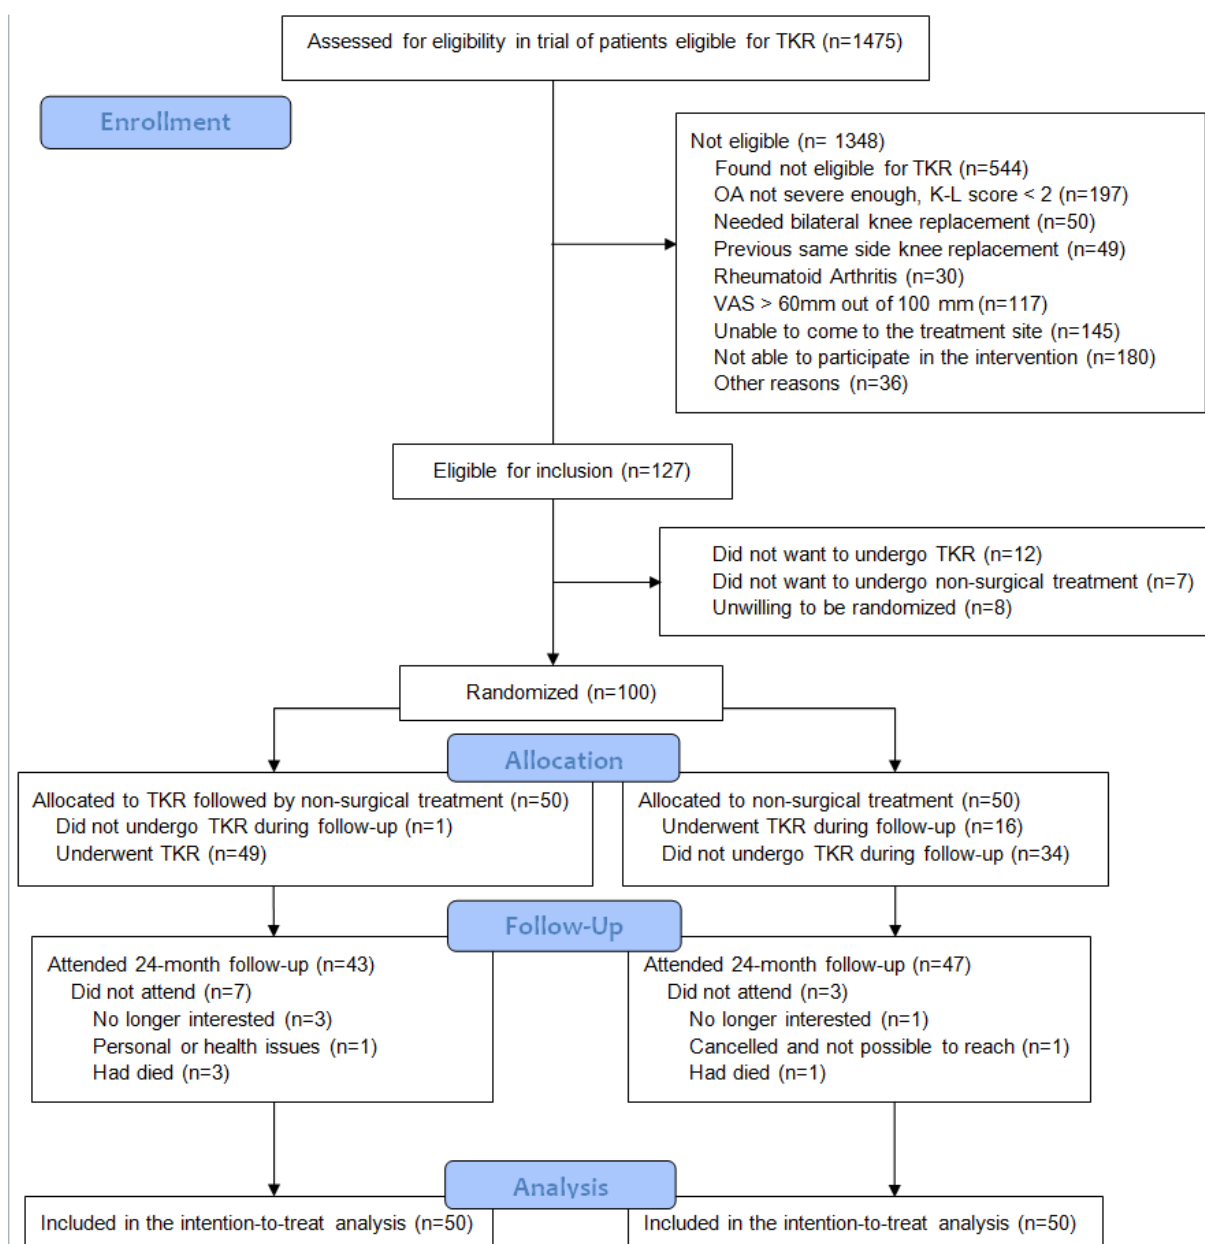 Assessed for eligibility in trial of patients eligible for TKR (n=1475)
Enrollment
Not eligible (n= 1348)
Found not eligible for TKR (n=544)
OA not severe enough, K-L score < 2 (n=197)
Needed bilateral knee replacement (n=50)
Previous same side knee replacement (n=49)
Rheumatoid Arthritis (n=30)
VAS > 60mm out of 100 mm (n=117)
Unable to come to the treatment site (n=145)
Not able to participate in the intervention (n=180)
Other reasons (n=36)
Eligible for inclusion (n=127)
Did not want to undergo TKR (n=12)
Did not want to undergo non-surgical treatment (n=7)
Unwilling to be randomized (n=8)
Randomized (n=100)
Allocation
Allocated to TKR followed by non-surgical treatment (n=50)
Did not undergo TKR during follow-up (n=1)
Underwent TKR (n=49)
Allocated to non-surgical treatment (n=50)
Underwent TKR during follow-up (n=16)
Did not undergo TKR during follow-up (n=34)
Follow-Up
Attended 24-month follow-up (n=43)
Did not attend (n=7)
No longer interested (n=3)
Personal or health issues (n=1)
Had died (n=3)
Attended 24-month follow-up (n=47)
Did not attend (n=3)
No longer interested (n=1)
Cancelled and not possible to reach (n=1)
Had died (n=1)
Analysis
Included in the intention-to-treat analysis (n=50)
Included in the intention-to-treat analysis (n=50)